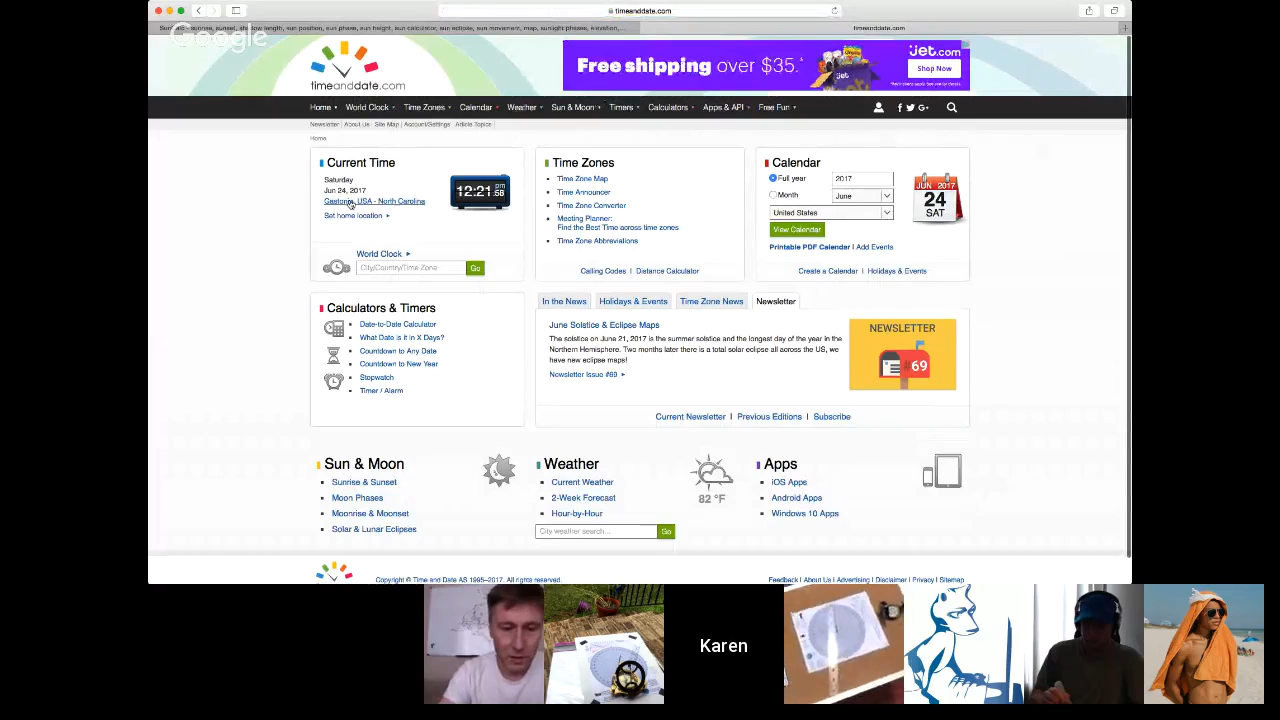 timeanddate.com
timeanddate.com
Google
timeanddate.com
Free shipping over $35.*
jet
jet.com
Shop Now
Home
World Clock
Time Zones
Calendar
Weather
Sun & Moon
Timers
Calculators
Apps & API
Free Fun
Newsletter | About Us | Site Map | Account/Settings | Article Topics
Home
Current Time
Saturday
Jun 24, 2017
Gastonia, USA - North Carolina
Set home location
12:21 pm
World Clock
City/Country/Time Zone
Go
Time Zones
Time Zone Map
Time Announcer
Time Zone Converter
Meeting Planner:
Find the Best Time across time zones
Time Zone Abbreviations
Calling Codes | Distance Calculator
Calendar
Full year
2017
Month
June
United States
View Calendar
JUN 2017
24
SAT
Printable PDF Calendar | Add Events
Create a Calendar | Holidays & Events
Calculators & Timers
Date-to-Date Calculator
What Date is it in X Days?
Countdown to Any Date
Countdown to New Year
Stopwatch
Timer / Alarm
In the News
Holidays & Events
Time Zone News
Newsletter
June Solstice & Eclipse Maps
The solstice on June 21, 2017 is the summer solstice and the longest day of the year in the
Northern Hemisphere. Two months later there is a total solar eclipse all across the US, we
have new eclipse maps!
Newsletter Issue #69
NEWSLETTER
#69
Current Newsletter | Previous Editions | Subscribe
Sun & Moon
Sunrise & Sunset
Moon Phases
Moonrise & Moonset
Solar & Lunar Eclipses
Weather
Current Weather
2-Week Forecast
Hour-by-Hour
82 °F
City weather search...
Go
Apps
iOS Apps
Android Apps
Windows 10 Apps
Copyright © Time and Date AS 1995–2017. All rights reserved.
Feedback | About Us | Advertising | Disclaimer | Privacy | Sitemap
Karen